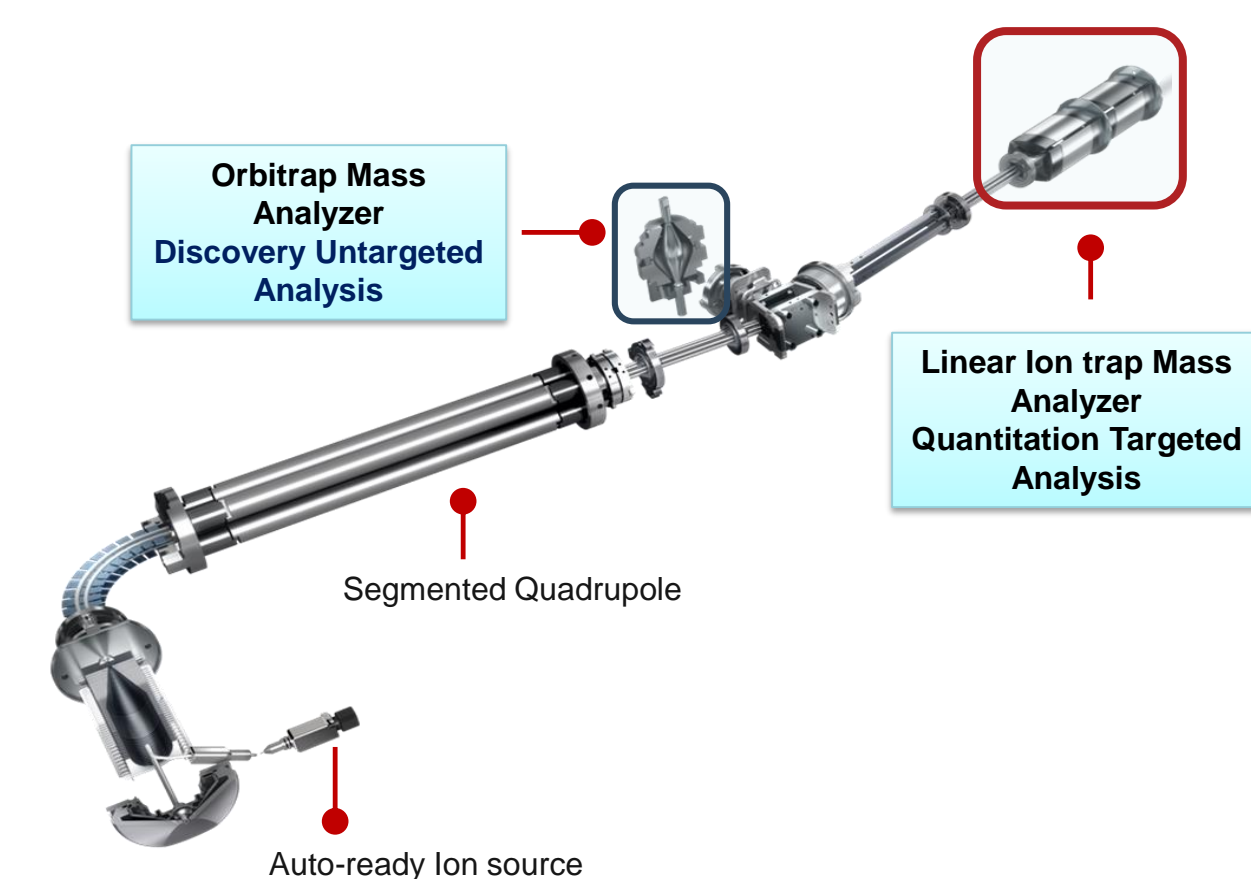 Orbitrap Mass
Analyzer
Discovery Untargeted
Analysis
Linear Ion trap Mass
Analyzer
Quantitation Targeted
Analysis
Segmented Quadrupole
Auto-ready Ion source